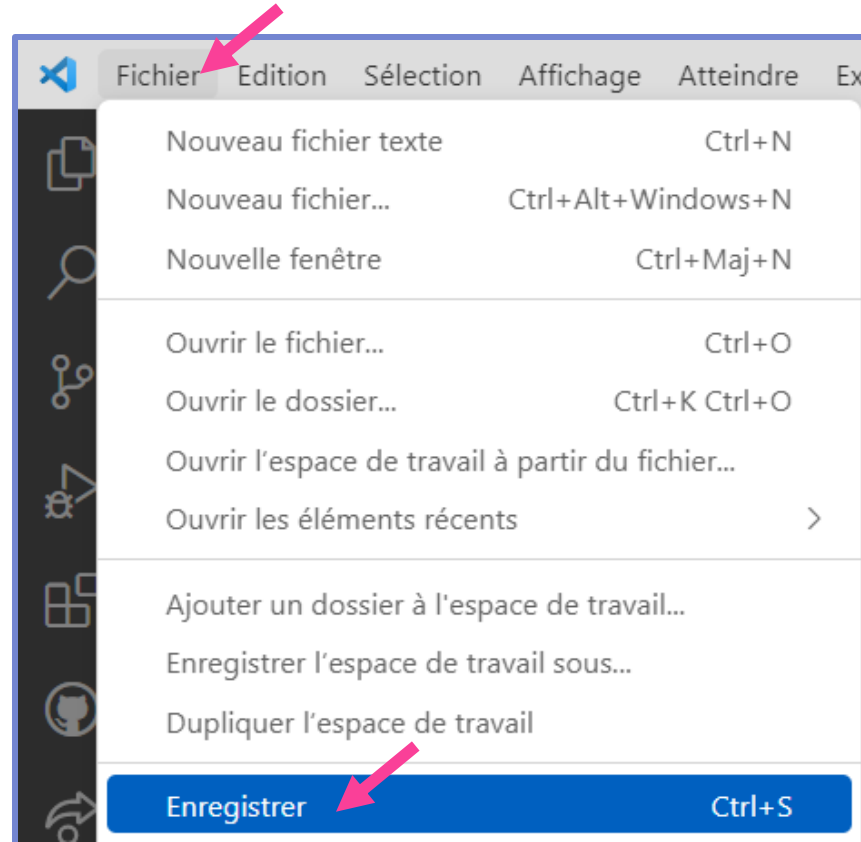 Fichier Edition Sélection Affichage Atteindre Ex
Nouveau fichier texte Ctrl+N
Nouveau fichier... Ctrl+Alt+Windows+N
Nouvelle fenêtre Ctrl+Maj+N
Ouvrir le fichier... Ctrl+O
Ouvrir le dossier... Ctrl+K Ctrl+O
Ouvrir l’espace de travail à partir du fichier...
Ouvrir les éléments récents
Ajouter un dossier à l'espace de travail...
Enregistrer l’espace de travail sous...
Dupliquer l’espace de travail
Enregistrer Ctrl+S